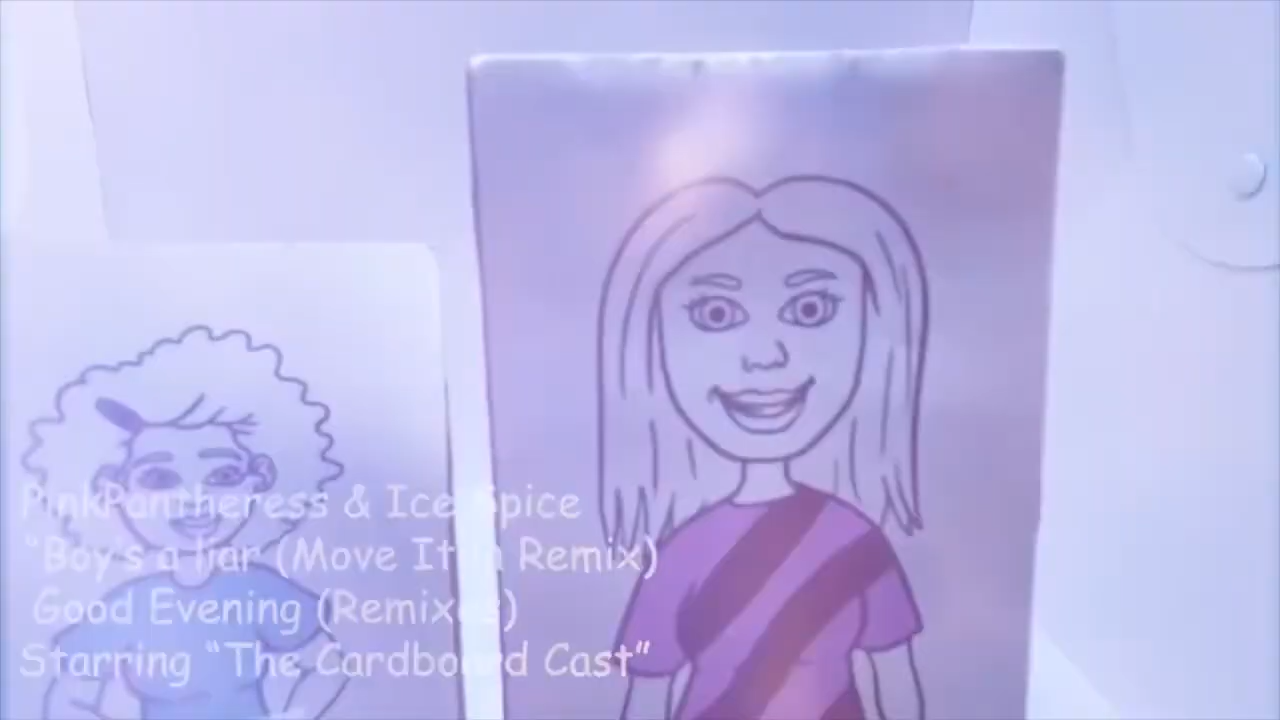 PinkPantheress & Ice Spice
"Boy's a liar (Move It in Remix)
Good Evening (Remixes)
Starring "The Cardboard Cast"